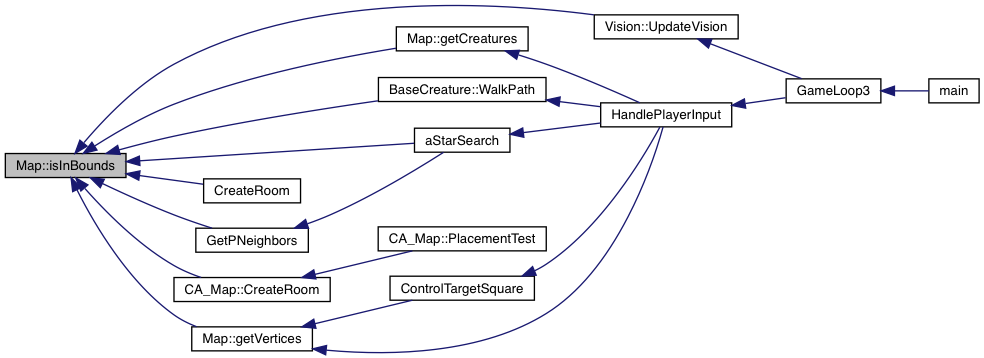 Vision::UpdateVision
Map::getCreatures
BaseCreature::WalkPath
GameLoop3
main
HandlePlayerInput
aStarSearch
Map::isInBounds
CreateRoom
GetPNeighbors
CA_Map::PlacementTest
CA_Map::CreateRoom
ControlTargetSquare
Map::getVertices